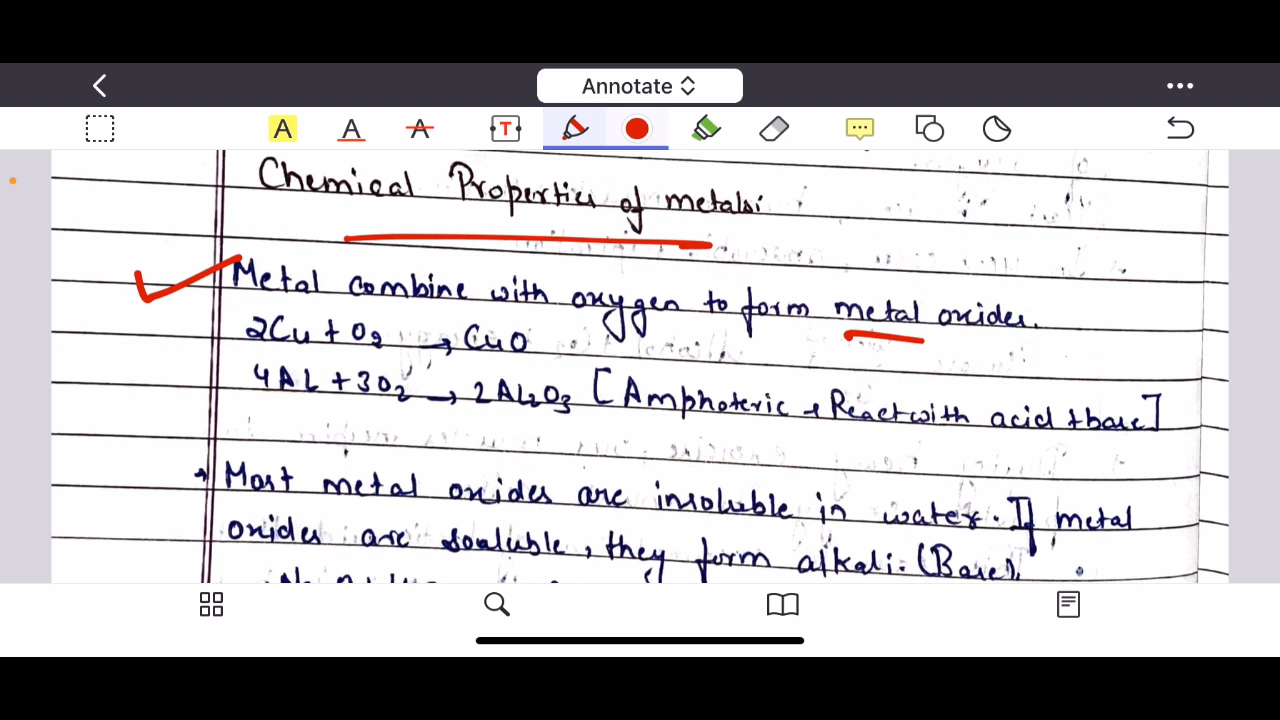 Annotate
A A A T
Chemical Properties of metals:
Metal combine with oxygen to form metal oxides.
2Cu + O2 → CuO
4AL + 3O2 → 2AL2O3 [Amphoteric → React with acid + base]
→ Most metal oxides are insoluble in water. If metal
oxides are soaluble, they form alkali. (Base).